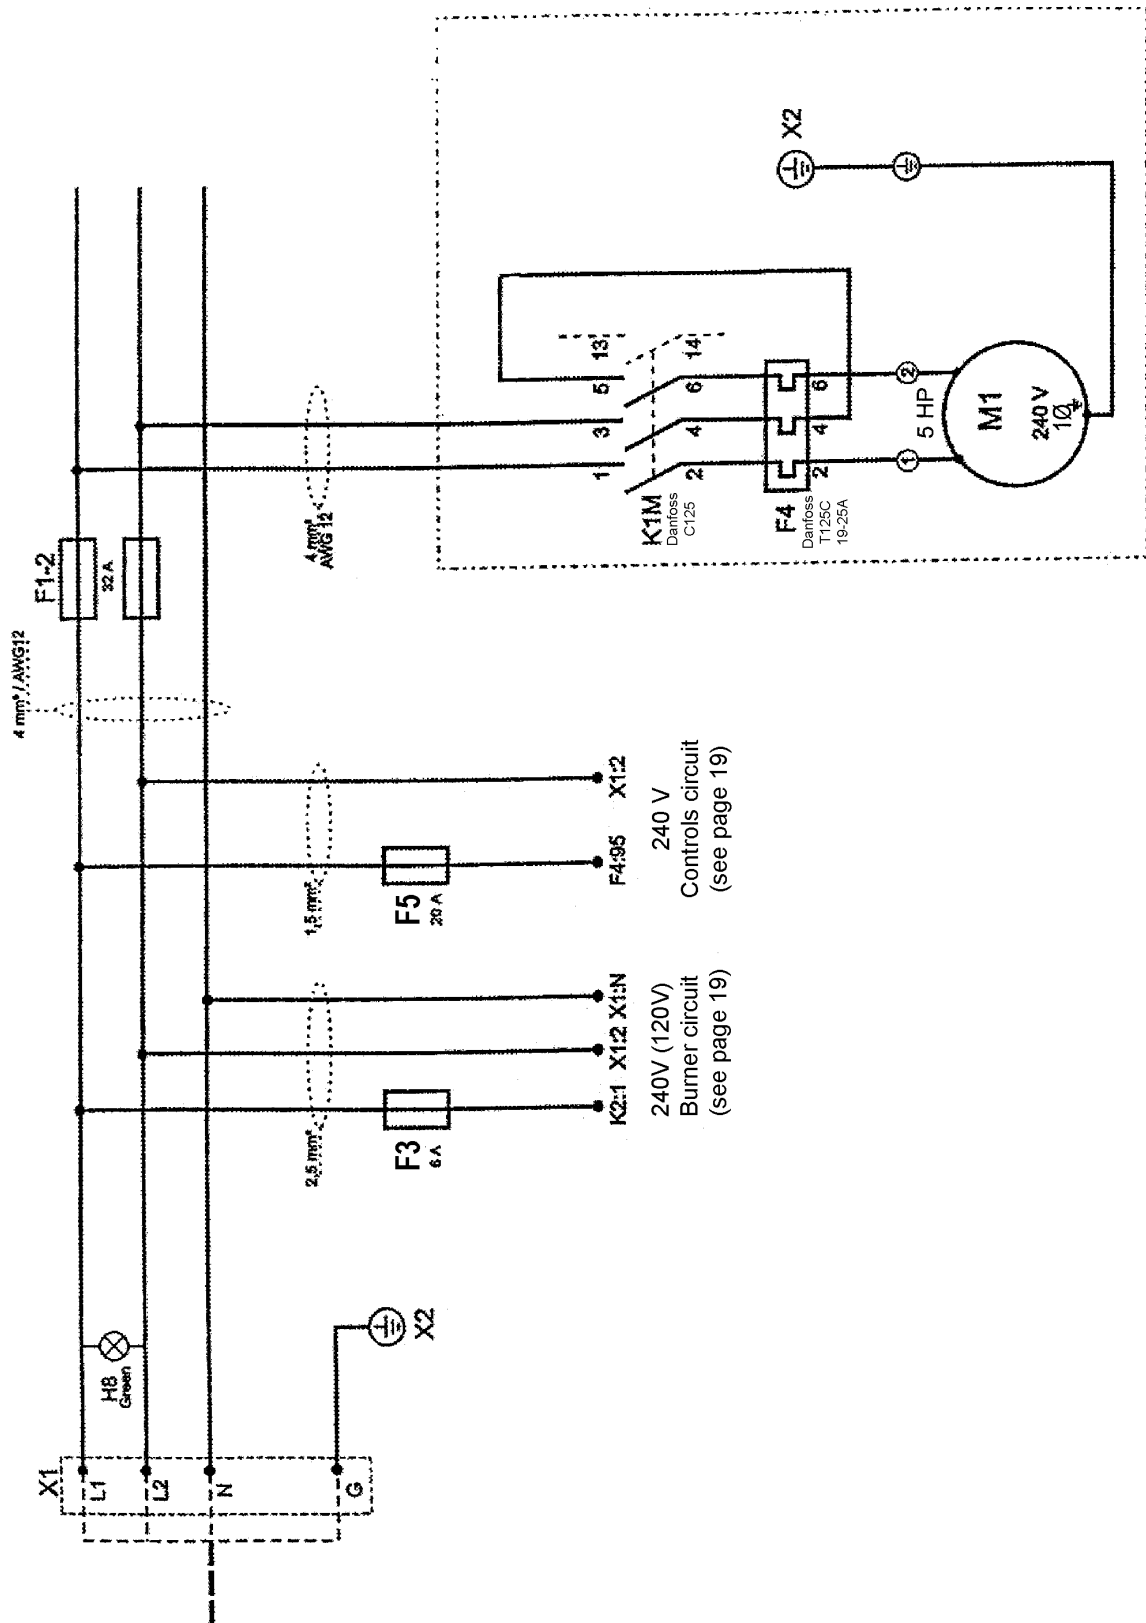 X1
L1
L2
N
G
H8
Green
X2
F3
6 A
2,5 mm²
K2:1 X1:2 X1:N
240V (120V)
Burner circuit
(see page 19)
F5
20 A
1,5 mm²
F4:95 X1:2
240 V
Controls circuit
(see page 19)
4 mm² / AWG12
F1-2
32 A
4 mm²
AWG 12
K1M
Danfoss
C125
1 3 5 13
2 4 6 14
F4
Danfoss
T125C
19-25A
2 4 6
1 2
5 HP
M1
240 V
1Ø
X2